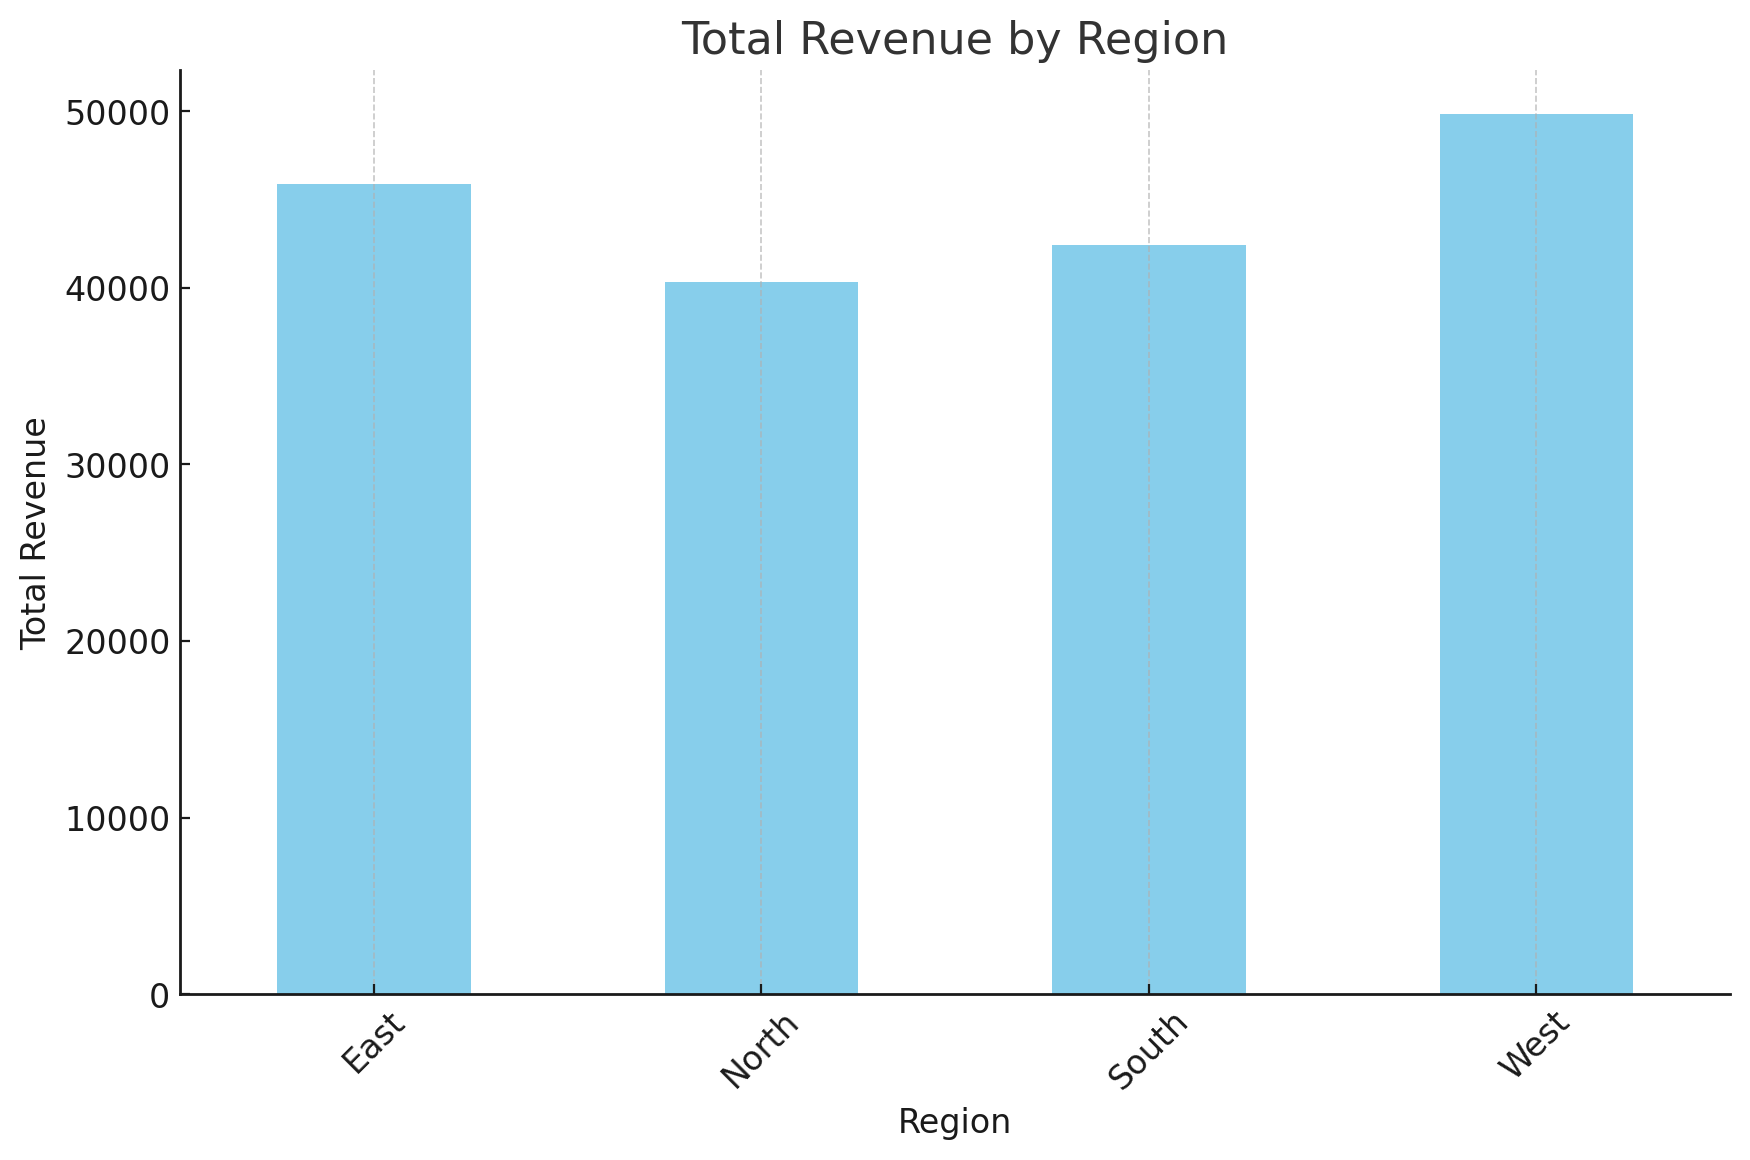 Total Revenue by Region
Total Revenue
50000
40000
30000
20000
10000
0
East
North
South
West
Region